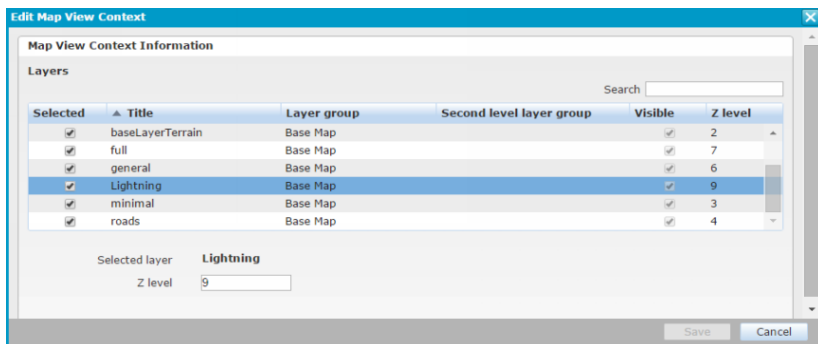 Edit Map View Context
Map View Context Information
Layers
Search
Selected Title Layer group Second level layer group Visible Z level
baseLayerTerrain Base Map 2
full Base Map 7
general Base Map 6
Lightning Base Map 9
minimal Base Map 3
roads Base Map 4
Selected layer Lightning
Z level 9
Save Cancel